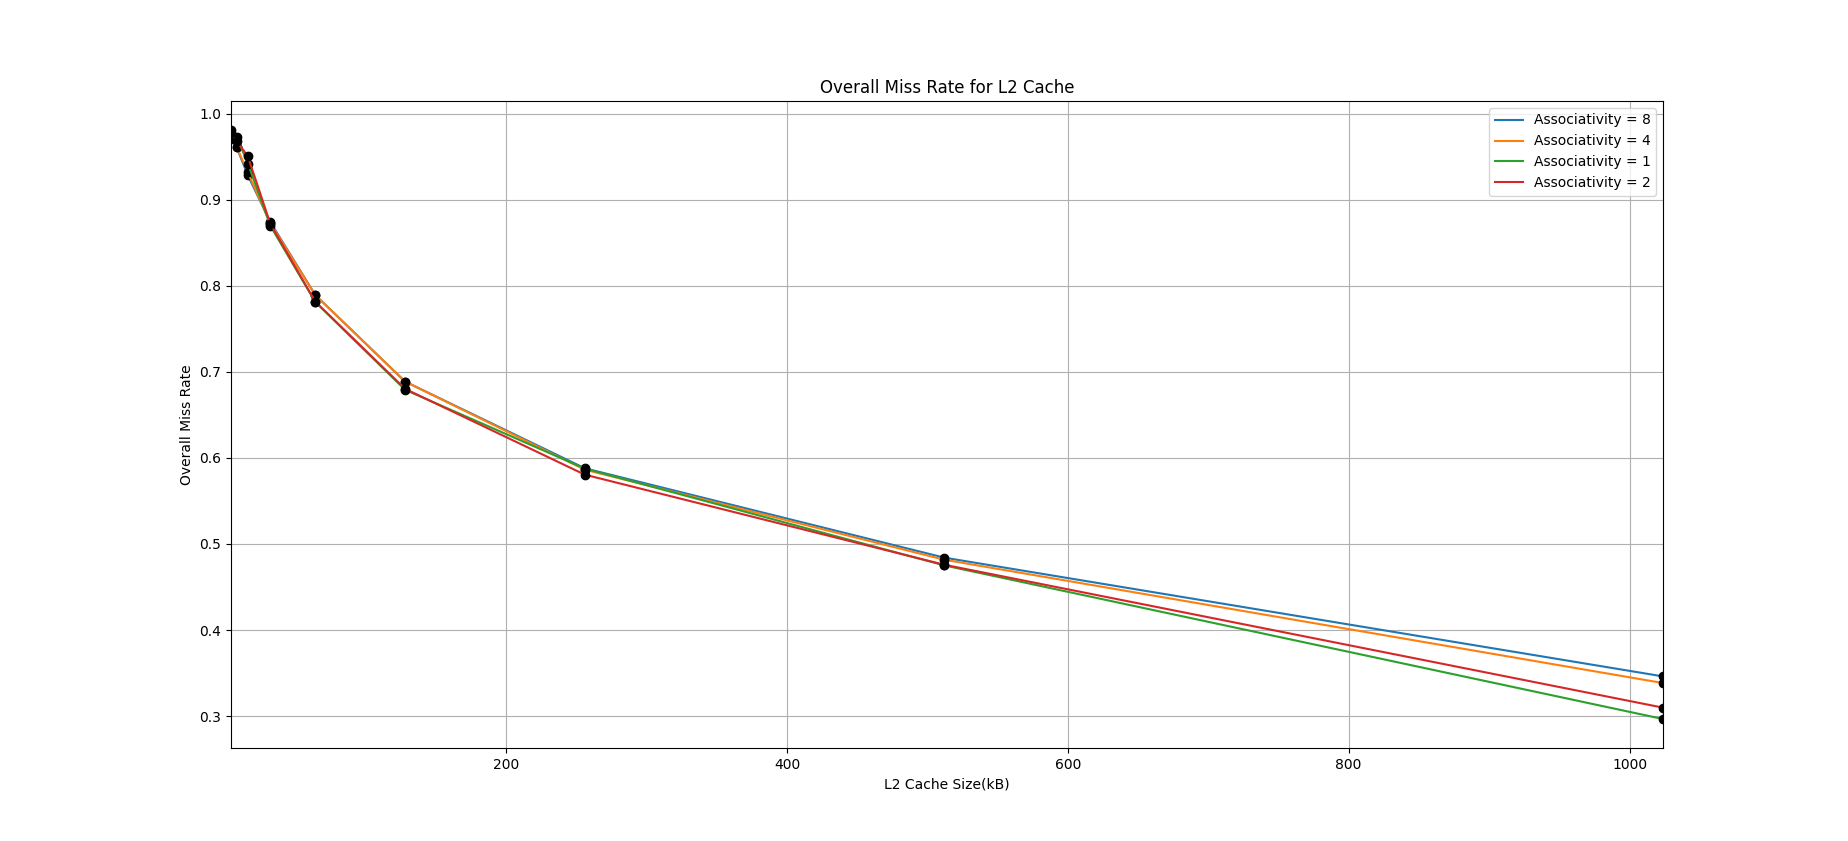 Overall Miss Rate for L2 Cache
1.0
0.9
0.8
0.7
0.6
0.5
0.4
0.3
Overall Miss Rate
Associativity = 8
Associativity = 4
Associativity = 1
Associativity = 2
200
400
600
800
1000
L2 Cache Size(kB)